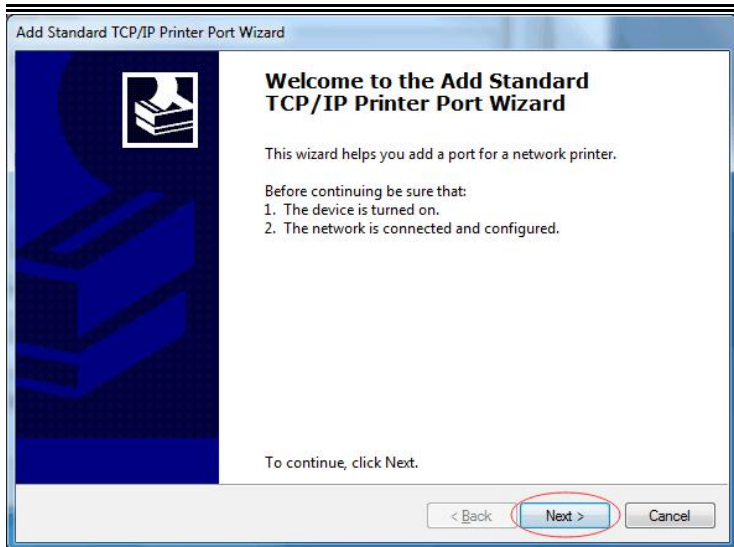 Add Standard TCP/IP Printer Port Wizard
Welcome to the Add Standard
TCP/IP Printer Port Wizard
This wizard helps you add a port for a network printer.
Before continuing be sure that:
1. The device is turned on.
2. The network is connected and configured.
To continue, click Next.
< Back Next > Cancel